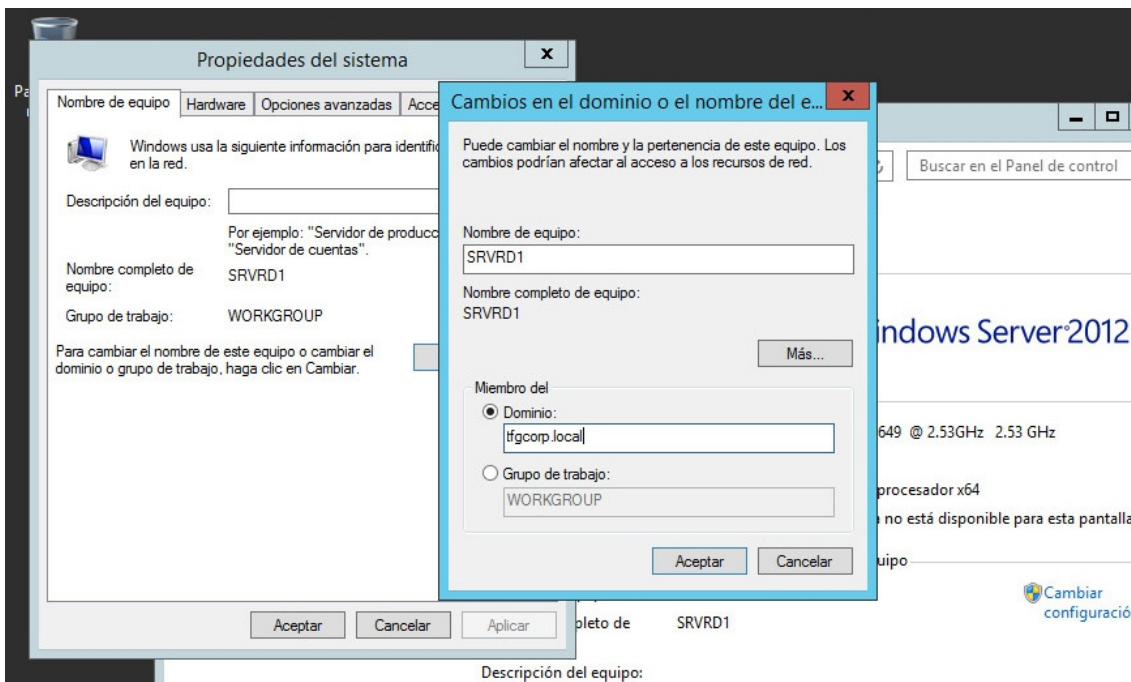 Propiedades del sistema
Nombre de equipo
Hardware
Opciones avanzadas
Windows usa la siguiente información para
en la red.
Descripción del equipo:
Por ejemplo: "Servidor de
"Servidor de cuentas".
Nombre completo de
equipo:
SRVRD1
Grupo de trabajo:
WORKGROUP
Para cambiar el nombre de este equipo o cambiar el
dominio o grupo de trabajo, haga clic en Cambiar.
Aceptar
Cancelar
Aplicar
Cambios en el dominio o el nombre del e...
Puede cambiar el nombre y la pertenencia de este equipo. Los
cambios podrían afectar al acceso a los recursos de red.
Nombre de equipo:
SRVRD1
Nombre completo de equipo:
SRVRD1
Más...
Miembro del
Dominio:
tfgcorp.local
Grupo de trabajo:
WORKGROUP
Aceptar
Cancelar
Buscar en el Panel de control
indows Server 2012
649 @ 2.53GHz 2.53 GHz
procesador x64
no está disponible para esta pantalla
uipo
Cambiar
configuració
pleto de
SRVRD1
Descripción del equipo: